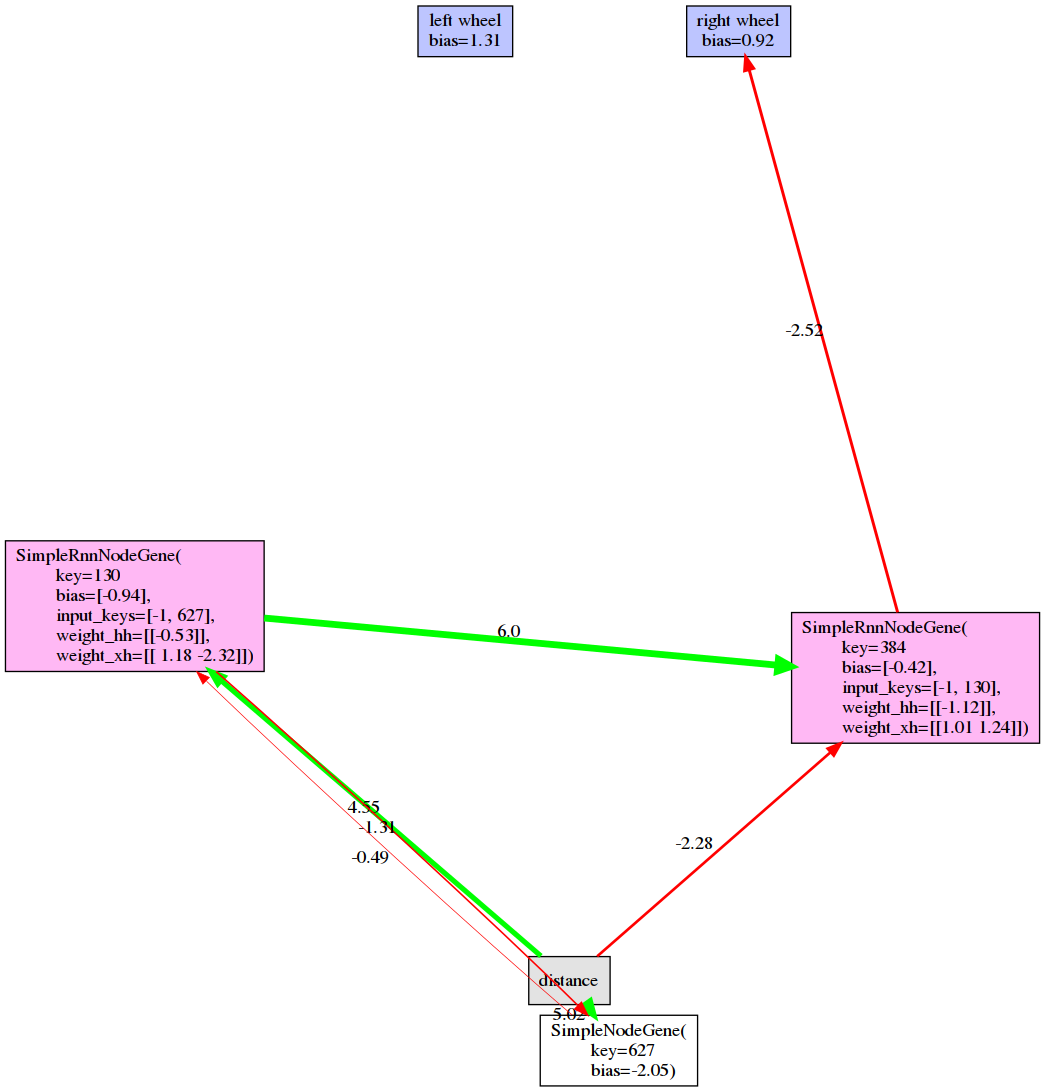 left wheel
bias=1.31
right wheel
bias=0.92
-2.52
SimpleRnnNodeGene(
key=130
bias=[-0.94],
input_keys=[-1, 627],
weight_hh=[[-0.53]],
weight_xh=[[ 1.18 -2.32]])
6.0
SimpleRnnNodeGene(
key=384
bias=[-0.42],
input_keys=[-1, 130],
weight_hh=[[-1.12]],
weight_xh=[[1.01 1.24]])
4.55
-1.31
-0.49
-2.28
distance
5.02
SimpleNodeGene(
key=627
bias=-2.05)